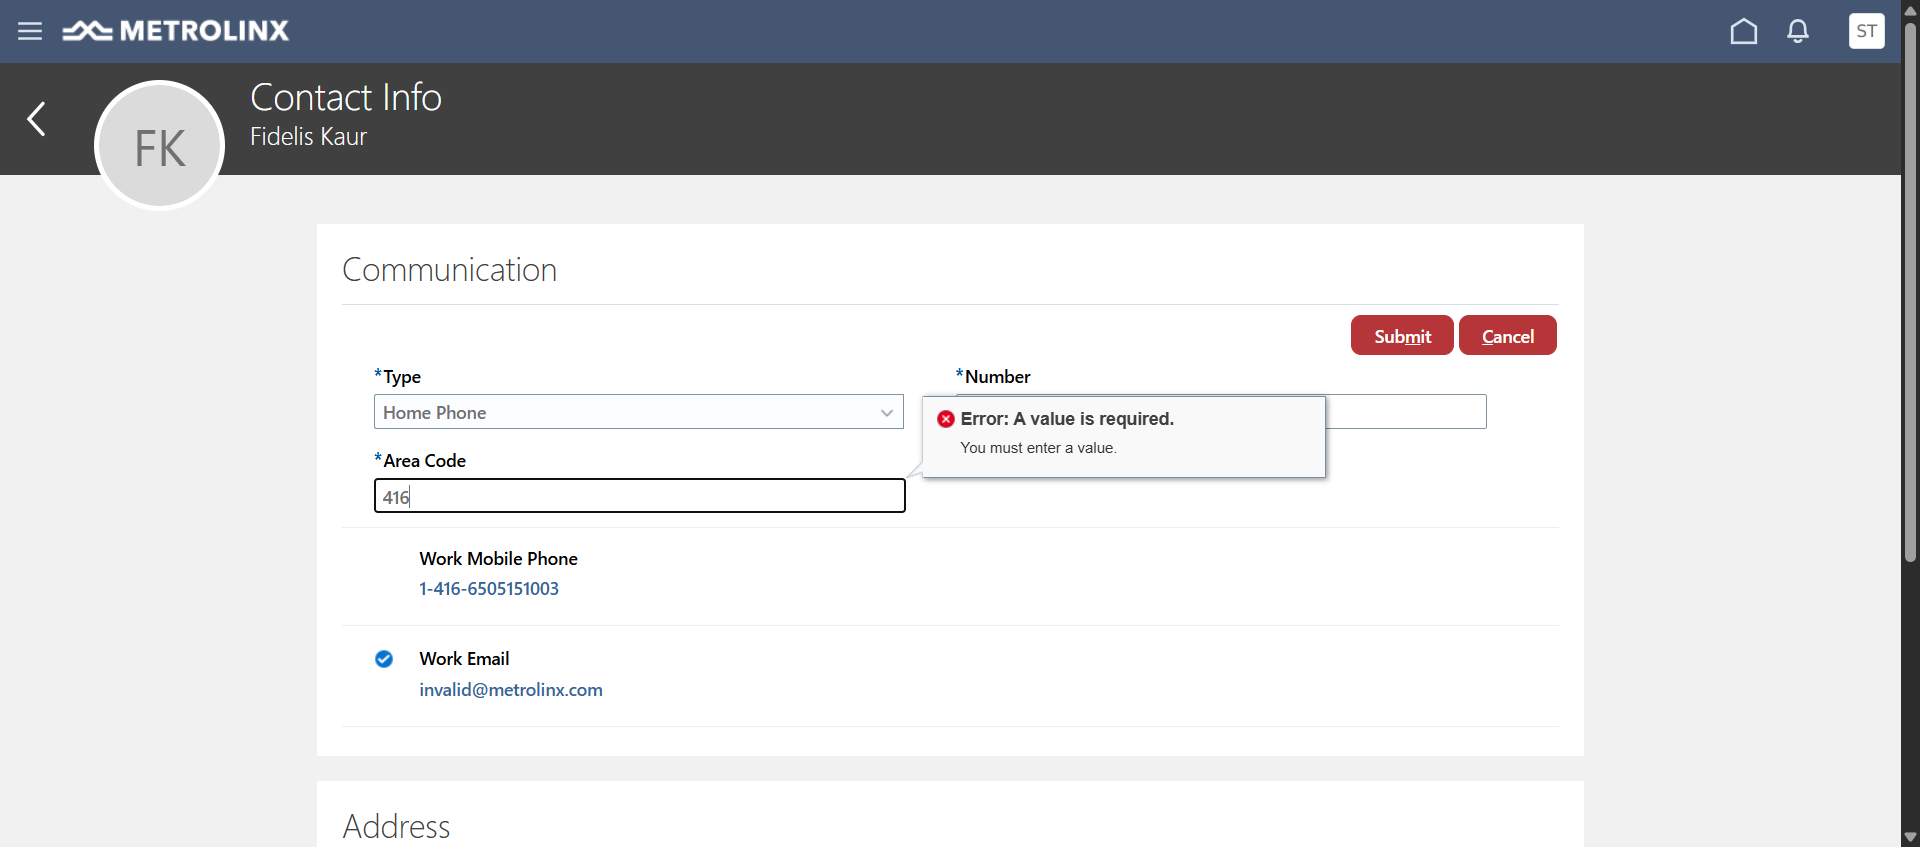 METROLINX
ST
Contact Info
Fidelis Kaur
FK
Communication
Submit
Cancel
*Type
Home Phone
*Number
Error: A value is required.
You must enter a value.
*Area Code
416
Work Mobile Phone
1-416-6505151003
Work Email
invalid@metrolinx.com
Address